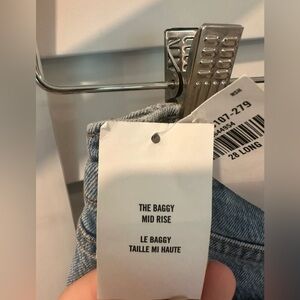 THE BAGGY
MID RISE
LE BAGGY
TAILLE MI HAUTE
107-279
28 LONG